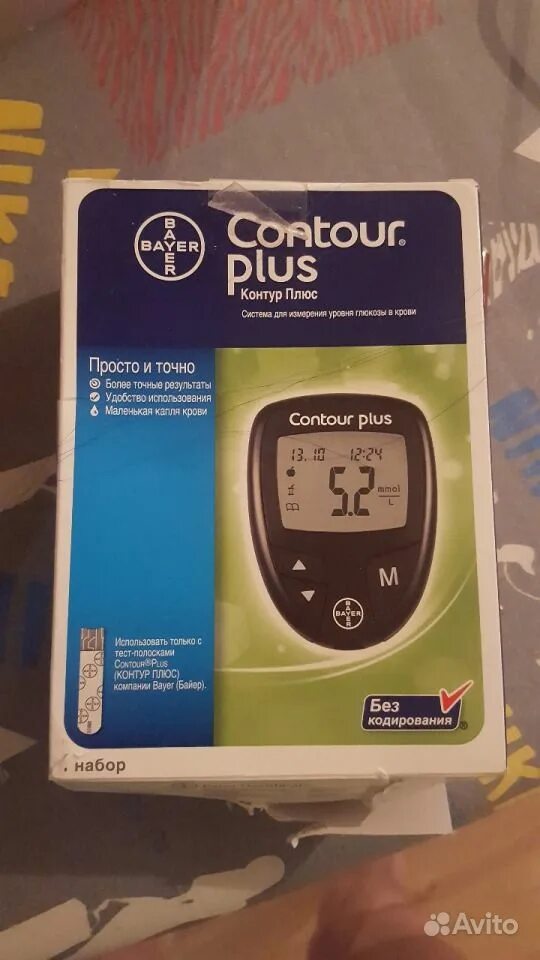 BAYER
BAYER
Contour®
plus
Контур Плюс
Система для измерения уровня глюкозы в крови
Просто и точно
Более точные результаты
Удобство использования
Маленькая капля крови
Contour plus
13.10 12:24
5.2 mmol/L
M
BAYER
BAYER
Использовать только с
тест-полосками
Contour®Plus
(КОНТУР ПЛЮС)
компании Bayer (Байер).
Без
кодирования
®
набор
Avito